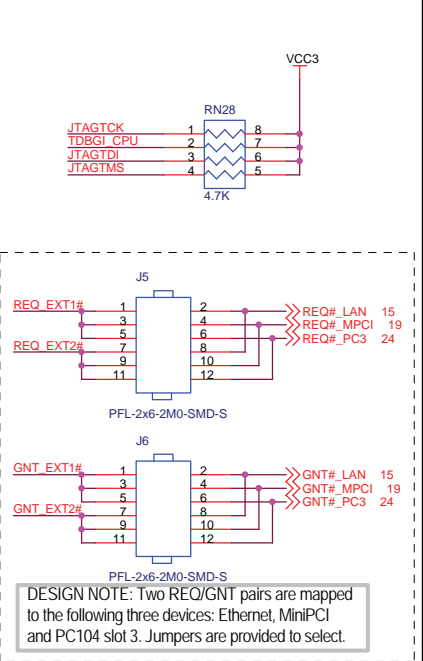 VCC3
RN28
JTAGTCK 1 8
TDBGI_CPU 2 7
JTAGTDI 3 6
JTAGTMS 4 5
4.7K
J5
REQ_EXT1# 1 2 REQ#_LAN 15
3 4 REQ#_MPCI 19
5 6 REQ#_PC3 24
REQ_EXT2# 7 8
9 10
11 12
PFL-2x6-2M0-SMD-S
J6
GNT_EXT1# 1 2 GNT#_LAN 15
3 4 GNT#_MPCI 19
5 6 GNT#_PC3 24
GNT_EXT2# 7 8
9 10
11 12
PFL-2x6-2M0-SMD-S
DESIGN NOTE: Two REQ/GNT pairs are mapped
to the following three devices: Ethernet, MiniPCI
and PC104 slot 3. Jumpers are provided to select.